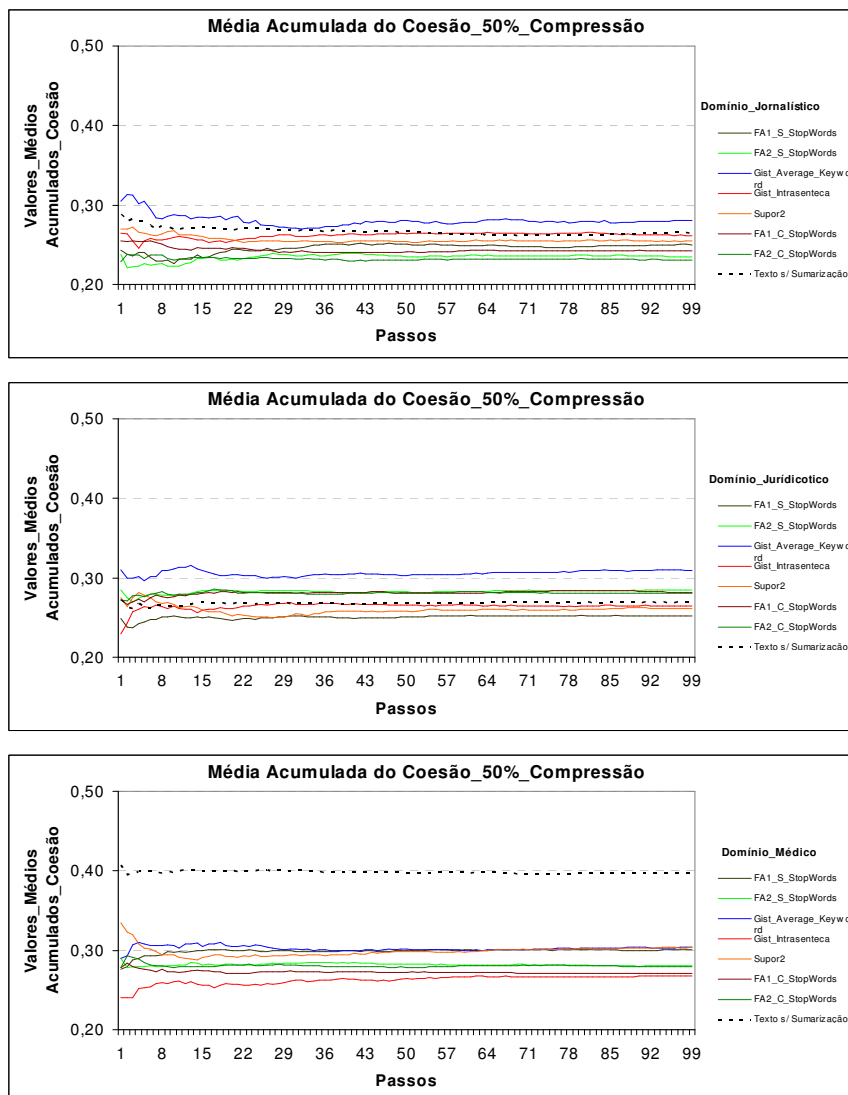 Média Acumulada do Coesão_50%_Compressão
Valores_Médios
Acumulados_Coesão
0,50
0,40
0,30
0,20
1 8 15 22 29 36 43 50 57 64 71 78 85 92 99
Passos
Domínio_Jornalístico
FA1_S_StopWords
FA2_S_StopWords
Gist_Average_Keywo
rd
Gist_Intrasenteca
Supor2
FA1_C_StopWords
FA2_C_StopWords
Texto s/ Sumarização
Média Acumulada do Coesão_50%_Compressão
Valores_Médios
Acumulados_Coesão
0,50
0,40
0,30
0,20
1 8 15 22 29 36 43 50 57 64 71 78 85 92 99
Passos
Domínio_Jurídicotico
FA1_S_StopWords
FA2_S_StopWords
Gist_Average_Keywo
rd
Gist_Intrasenteca
Supor2
FA1_C_StopWords
FA2_C_StopWords
Texto s/ Sumarização
Média Acumulada do Coesão_50%_Compressão
Valores_Médios
Acumulados_Coesão
0,50
0,40
0,30
0,20
1 8 15 22 29 36 43 50 57 64 71 78 85 92 99
Passos
Domínio_Médico
FA1_S_StopWords
FA2_S_StopWords
Gist_Average_Keywo
rd
Gist_Intrasenteca
Supor2
FA1_C_StopWords
FA2_C_StopWords
Texto s/ Sumarização